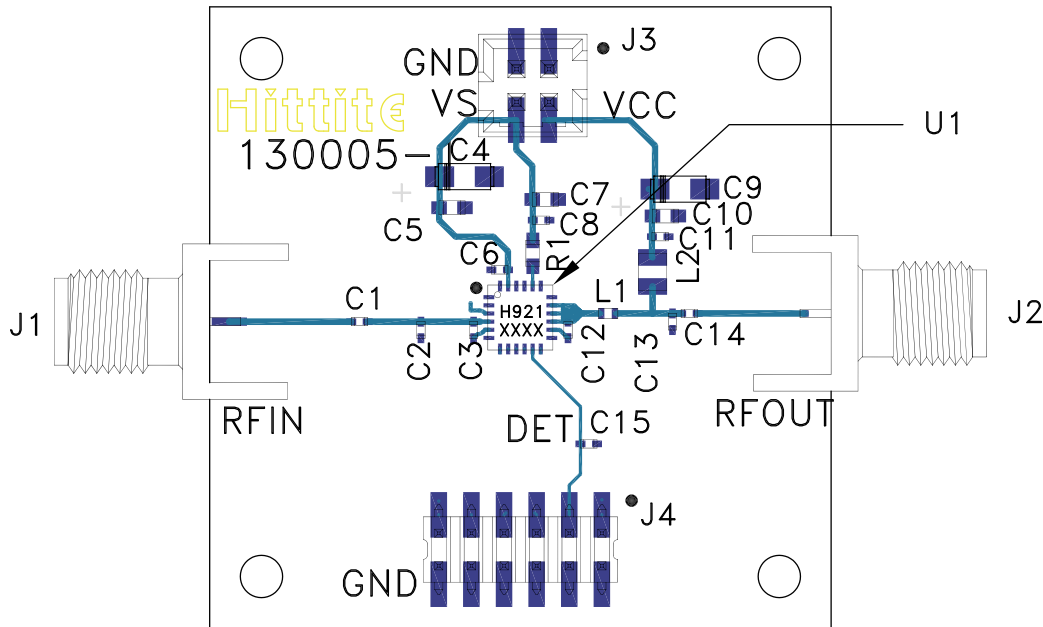 J3
GND
VS
VCC
Hittite
130005-1
U1
C4
C7
C9
C8
C10
C5
C11
C6
R1
L2
H921
XXXX
L1
C1
J1
J2
C2
C3
C12
C13
C14
RFIN
RFOUT
DET
C15
J4
GND